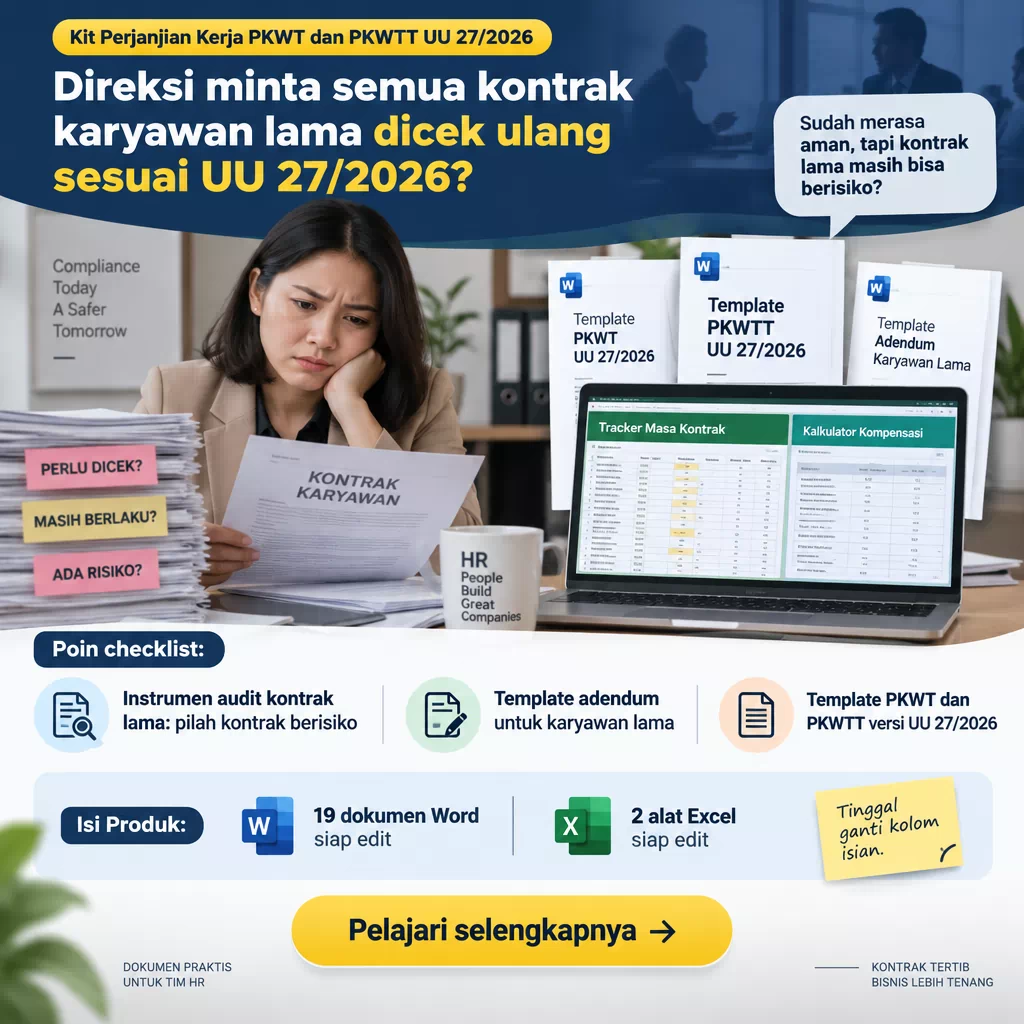 Kit Perjanjian Kerja PKWT dan PKWTT UU 27/2026
Direksi minta semua kontrak
karyawan lama dicek ulang
sesuai UU 27/2026?
Sudah merasa
aman, tapi kontrak
lama masih bisa
berisiko?
Compliance
Today
A Safer
Tomorrow
W
Template
PKWT
UU 27/2026
W
Template
PKWTT
UU 27/2026
W
Template
Adendum
Karyawan Lama
Tracker Masa Kontrak
Kalkulator Kompensasi
PERLU DICEK?
MASIH BERLAKU?
ADA RISIKO?
KONTRAK
KARYAWAN
HR
People
Build
Great
Companies
Poin checklist:
Instrumen audit kontrak
lama: pilah kontrak berisiko
Template adendum
untuk karyawan lama
Template PKWT dan
PKWTT versi UU 27/2026
Isi Produk:
W
19 dokumen Word
siap edit
X
2 alat Excel
siap edit
Tinggal
ganti kolom
isian.
Pelajari selengkapnya →
DOKUMEN PRAKTIS
UNTUK TIM HR
KONTRAK TERTIB
BISNIS LEBIH TENANG